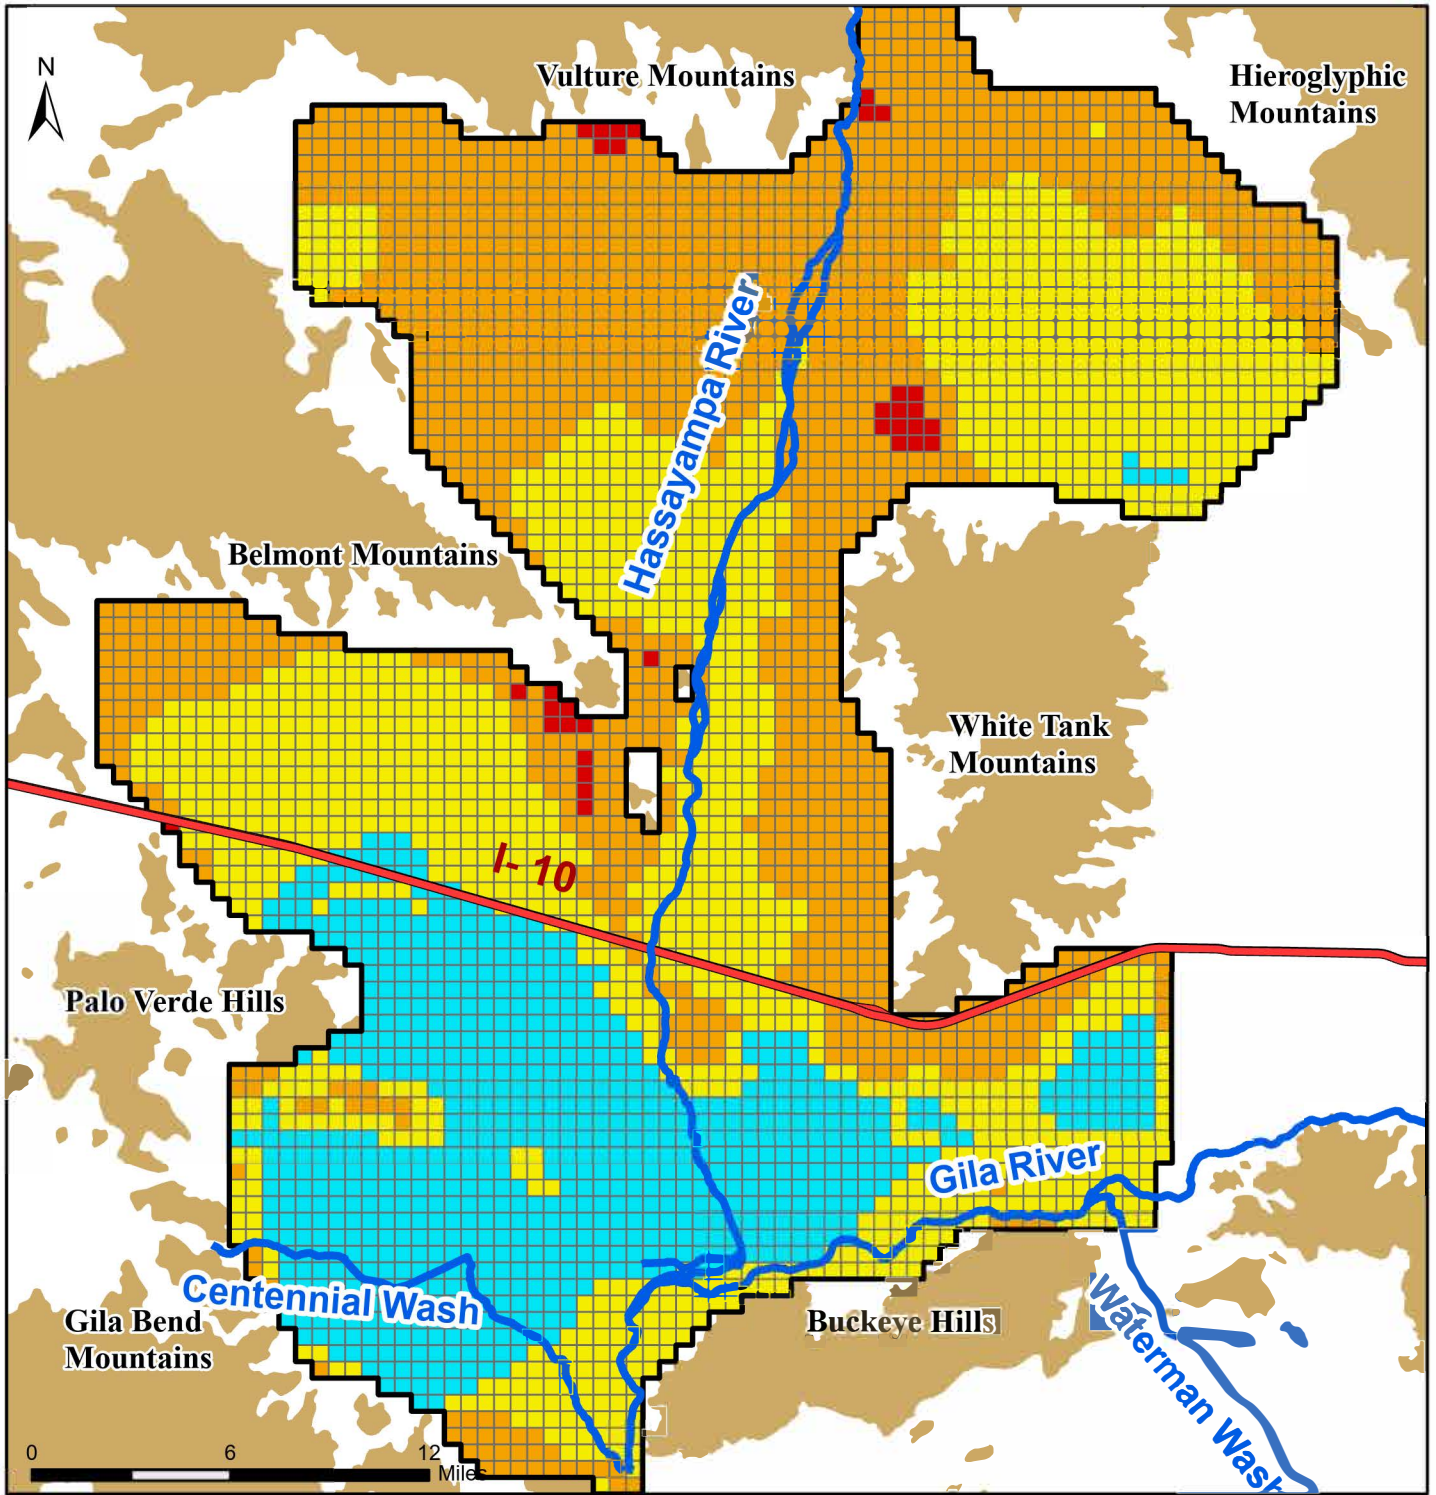 N
Vulture Mountains
Hieroglyphic
Mountains
Hassayampa River
Belmont Mountains
White Tank
Mountains
I- 10
Palo Verde Hills
Gila River
Centennial Wash
Gila Bend
Mountains
Buckeye Hills
Waterman Wash
0 6 12
Miles